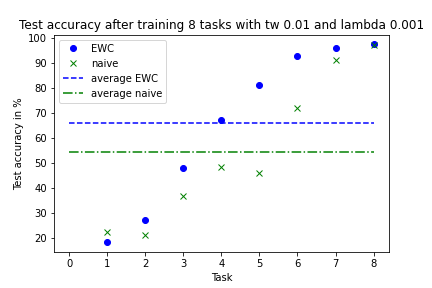 Test accuracy after training 8 tasks with tw 0.01 and lambda 0.001
100
90
80
70
60
50
40
30
20
Test accuracy in %
EWC
naive
average EWC
average naive
0 1 2 3 4 5 6 7 8
Task